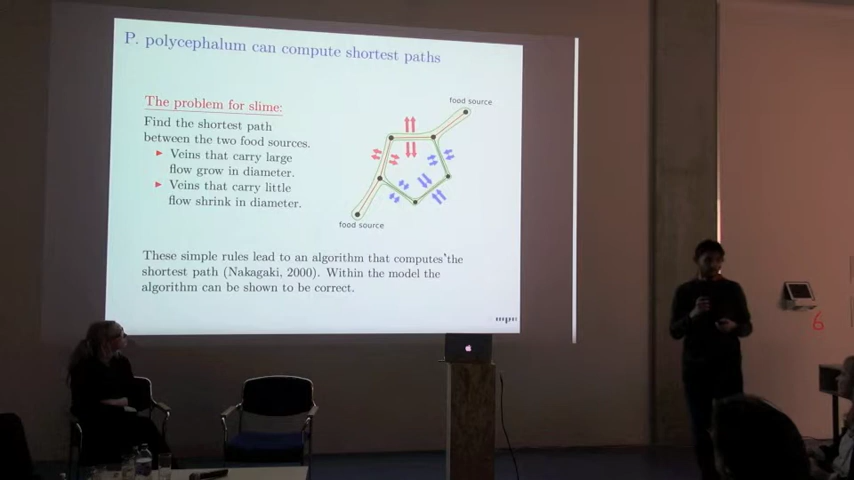 P. polycephalum can compute shortest paths
The problem for slime:
Find the shortest path
between the two food sources.
Veins that carry large
flow grow in diameter.
Veins that carry little
flow shrink in diameter.
food source
food source
These simple rules lead to an algorithm that computes the
shortest path (Nakagaki, 2000). Within the model the
algorithm can be shown to be correct.
6